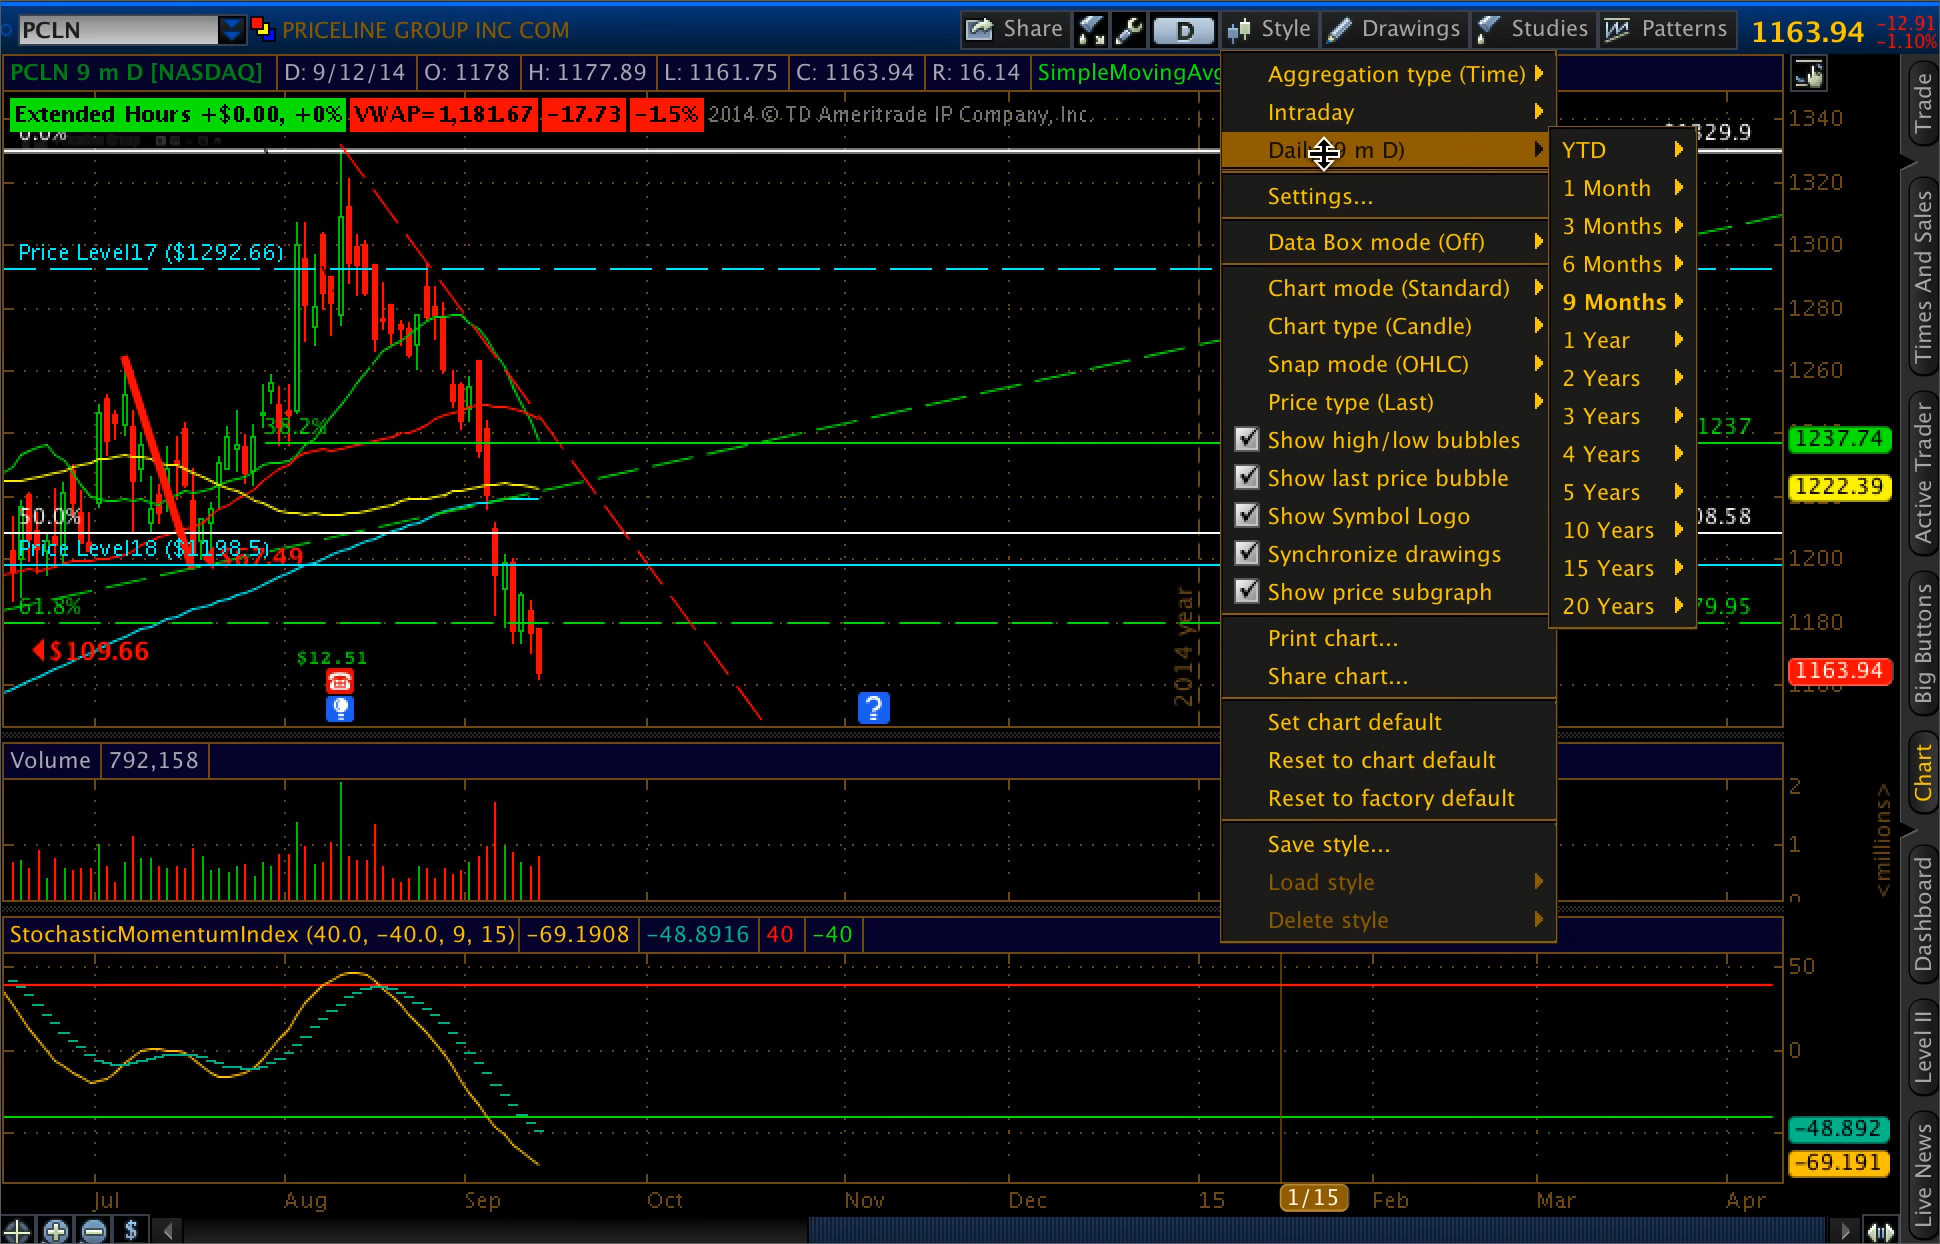 PCLN
PRICELINE GROUP INC COM
Share
D
Style
Drawings
Studies
Patterns
1163.94
-12.91
-1.10%
PCLN 9 m D [NASDAQ]
D: 9/12/14
O: 1178
H: 1177.89
L: 1161.75
C: 1163.94
R: 16.14
SimpleMovingAvg
Extended Hours +$0.00, +0%
VWAP=1,181.67
-17.73
-1.5%
2014 © TD Ameritrade IP Company, Inc.
0.0%
Price Level17 ($1292.66)
38.2%
50.0%
Price Level18 ($1198.5)
61.8%
$109.66
$12.51
?
2014 year
Aggregation type (Time)
Intraday
Settings...
Data Box mode (Off)
Chart mode (Standard)
Chart type (Candle)
Snap mode (OHLC)
Price type (Last)
Show high/low bubbles
Show last price bubble
Show Symbol Logo
Synchronize drawings
Show price subgraph
Print chart...
Share chart...
Set chart default
Reset to chart default
Reset to factory default
Save style...
Load style
Delete style
YTD
1 Month
3 Months
6 Months
9 Months
1 Year
2 Years
3 Years
4 Years
5 Years
10 Years
15 Years
20 Years
1340
1320
1300
1280
1260
1237.74
1222.39
1200
1180
1163.94
Volume
792,158
2
1
<millions>
StochasticMomentumIndex (40.0, -40.0, 9, 15)
-69.1908
-48.8916
40
-40
50
0
-48.892
-69.191
Jul
Aug
Sep
Oct
Nov
Dec
15
1/15
Feb
Mar
Apr
$
Trade
Times And Sales
Active Trader
Big Buttons
Chart
Dashboard
Level II
Live News